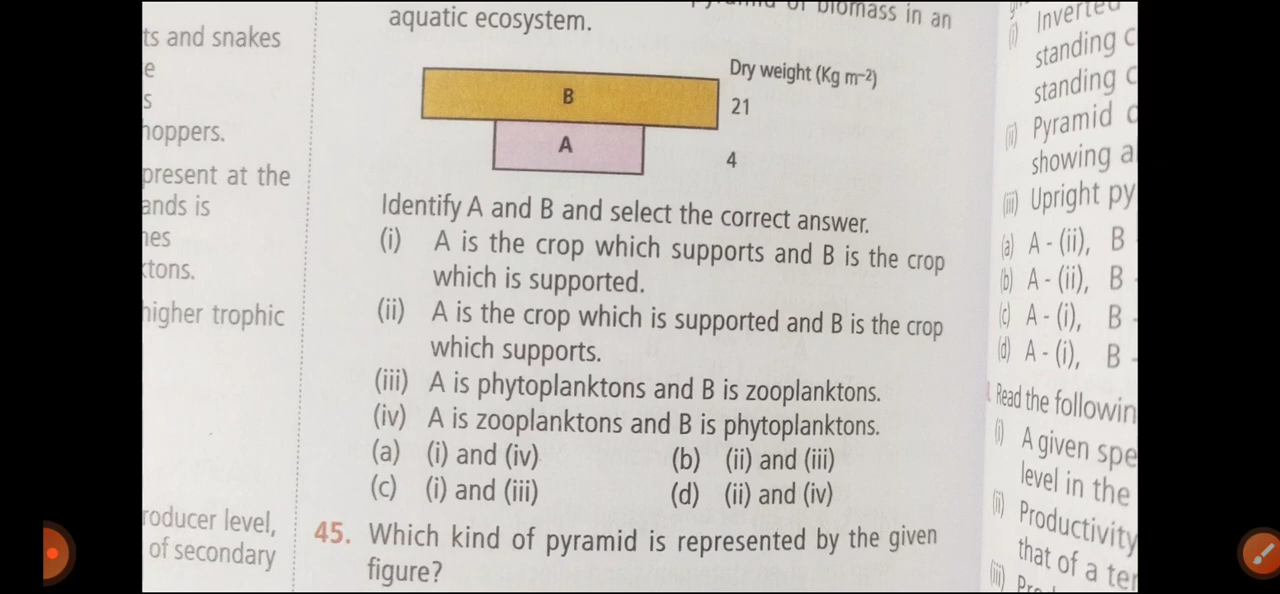 ts and snakes
e
s
hoppers.
present at the
ands is
nes
ktons.
higher trophic
roducer level,
of secondary
of biomass in an
aquatic ecosystem.
Dry weight (Kg m⁻²)
B
21
A
4
Identify A and B and select the correct answer.
(i) A is the crop which supports and B is the crop
which is supported.
(ii) A is the crop which is supported and B is the crop
which supports.
(iii) A is phytoplanktons and B is zooplanktons.
(iv) A is zooplanktons and B is phytoplanktons.
(a) (i) and (iv) (b) (ii) and (iii)
(c) (i) and (iii) (d) (ii) and (iv)
45. Which kind of pyramid is represented by the given
figure?
(i) Inverted
standing c
standing c
(ii) Pyramid o
showing a
(iii) Upright py
(a) A - (ii), B
(b) A - (ii), B -
(c) A - (i), B -
(d) A - (i), B -
Read the followin
(i) A given spe
level in the
(ii) Productivity
that of a ter
(iii) Pro